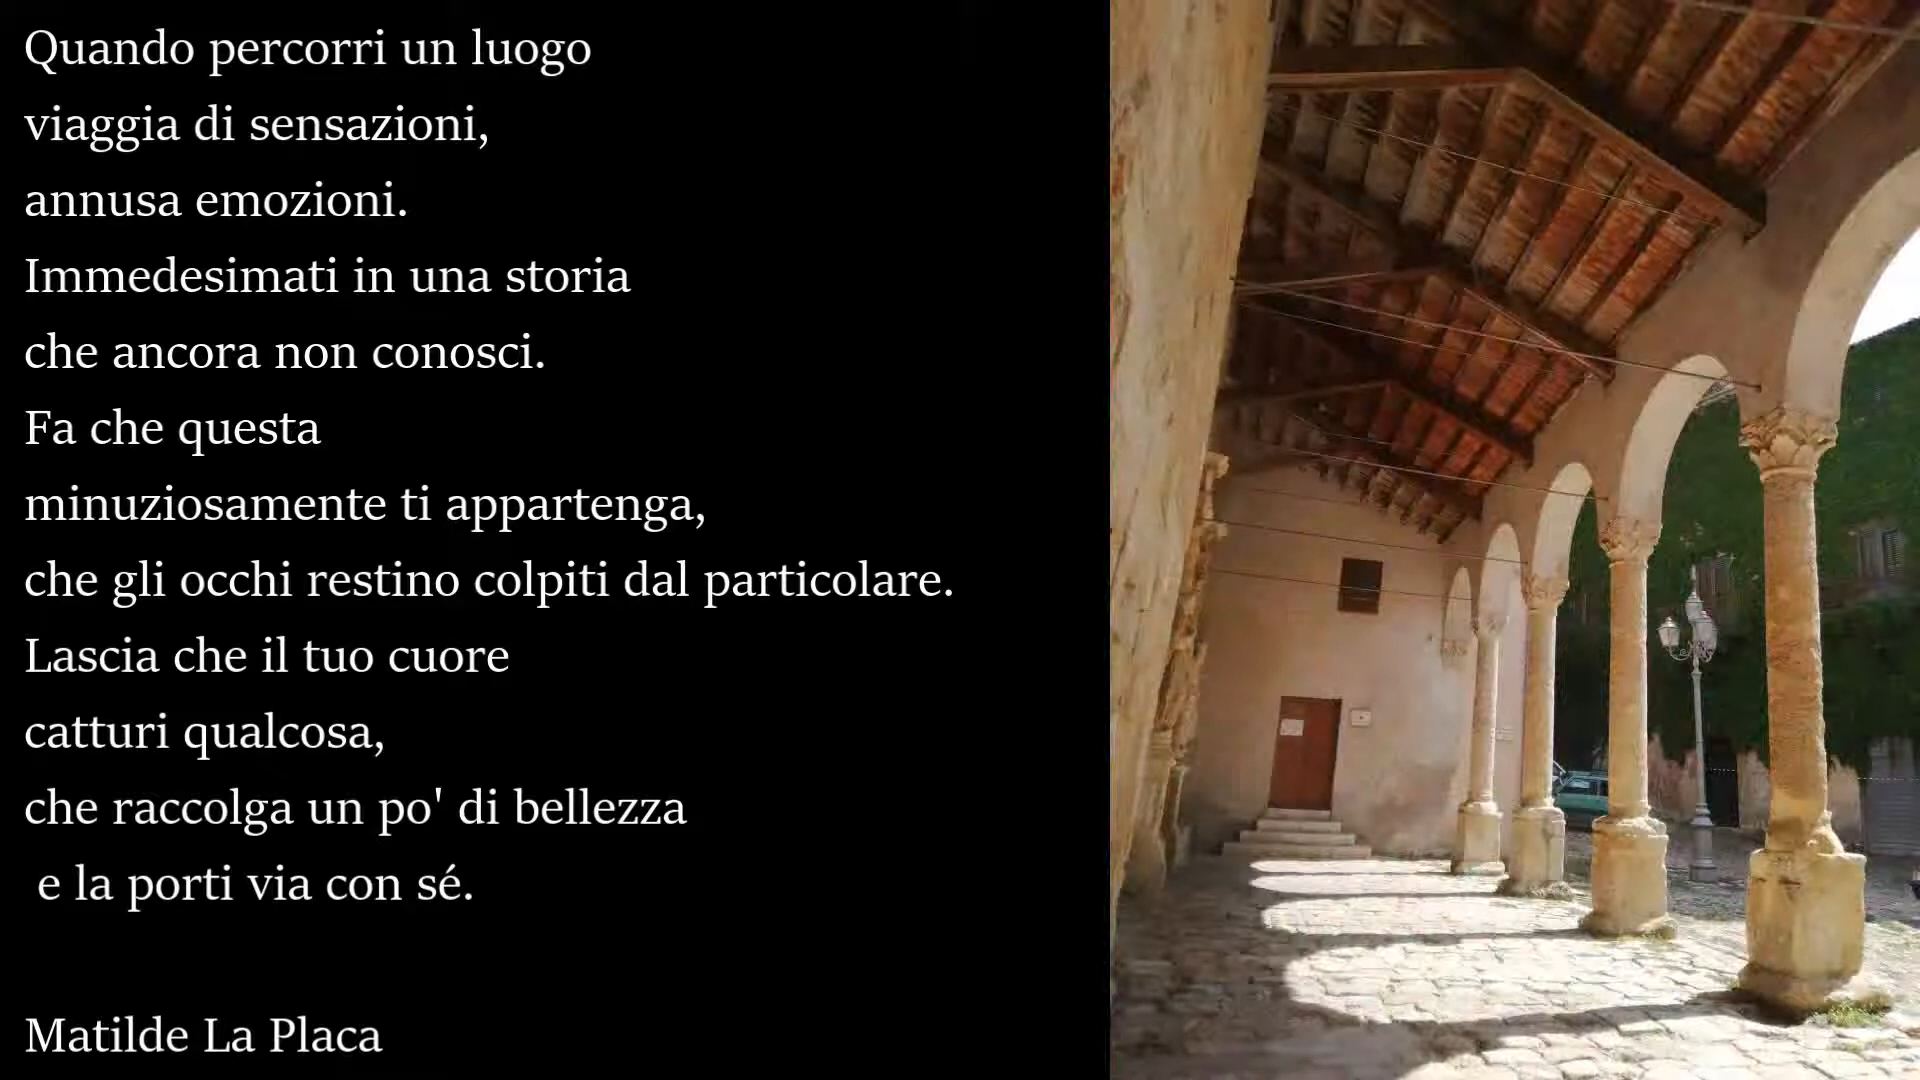 Quando percorri un luogo
viaggia di sensazioni,
annusa emozioni.
Immedesimati in una storia
che ancora non conosci.
Fa che questa
minuziosamente ti appartenga,
che gli occhi restino colpiti dal particolare.
Lascia che il tuo cuore
catturi qualcosa,
che raccolga un po' di bellezza
e la porti via con sé.
Matilde La Placa